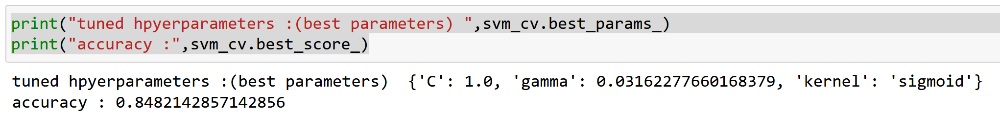 print("tuned hpyerparameters :(best parameters) ",svm_cv.best_params_)
print("accuracy :",svm_cv.best_score_)
tuned hpyerparameters :(best parameters)  {'C': 1.0, 'gamma': 0.03162277660168379, 'kernel': 'sigmoid'}
accuracy : 0.8482142857142856